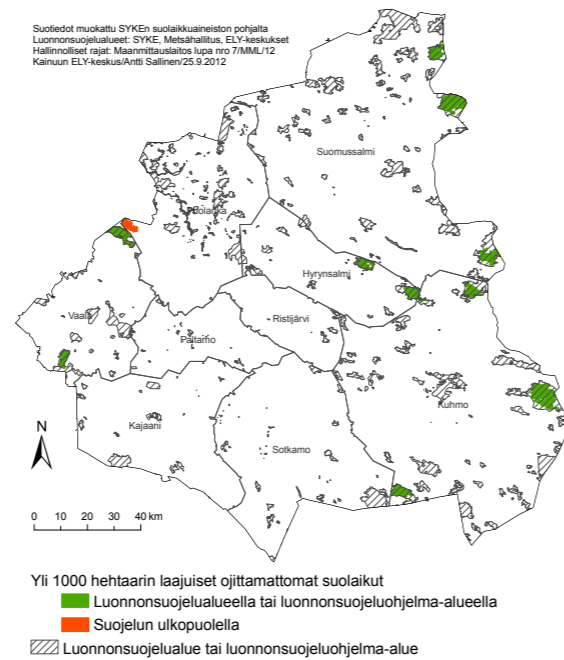 Suotiedot muokattu SYKEn suolaikkuaineiston pohjalta
Luonnonsuojelualueet: SYKE, Metsähallitus, ELY-keskukset
Hallinnolliset rajat: Maanmittauslaitos lupa nro 7/MML/12
Kainuun ELY-keskus/Antti Sallinen/25.9.2012
Suomussalmi
Puolanka
Hyrynsalmi
Vaala
Ristijärvi
Paltamo
Kuhmo
Kajaani
Sotkamo
N
0 10 20 40 km
Yli 1000 hehtaarin laajuiset ojittamattomat suolaikut
Luonnonsuojelualueella tai luonnonsuojeluohjelma-alueella
Suojelun ulkopuolella
Luonnonsuojelualue tai luonnonsuojeluohjelma-alue